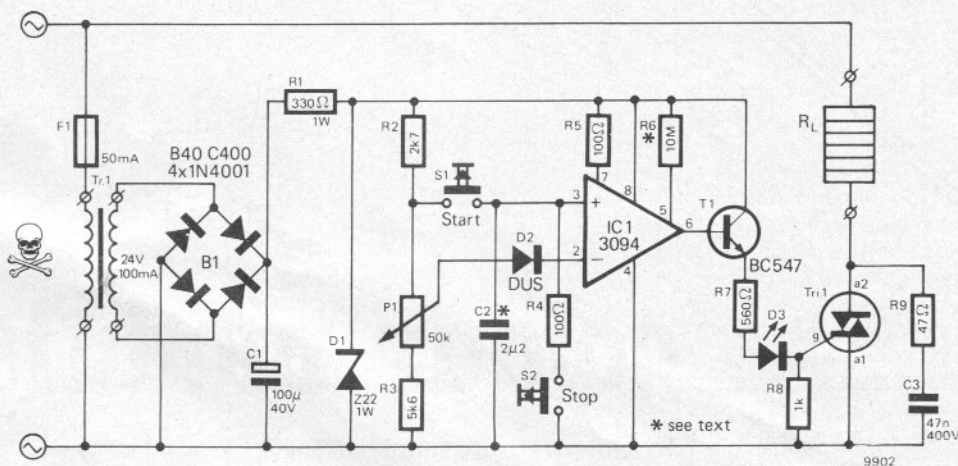 F1
50mA
Tr.1
24V
100mA
B40 C400
4x1N4001
B1
C1
100µ
40V
R1
330Ω
1W
D1
Z22
1W
R2
2k7
S1
Start
P1
50k
R3
5k6
D2
DUS
C2 *
2µ2
R4
100Ω
S2
Stop
R5
100Ω
R6
*
10M
7
8
3
+
2
−
4
5
6
IC1
3094
T1
BC547
R7
560Ω
D3
R8
1k
* see text
RL
a2
Tri.1
9
a1
R9
47Ω
C3
47n
400V
9902